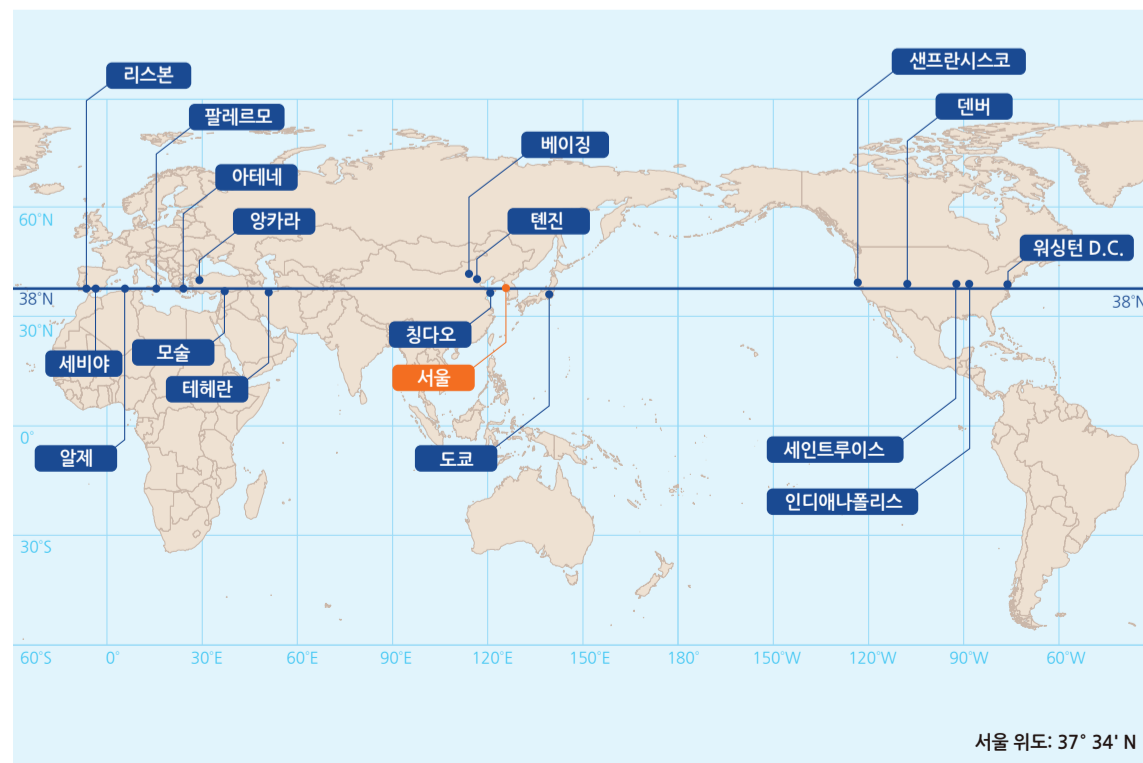 리스본
샌프란시스코
팔레르모
덴버
베이징
아테네
앙카라
톈진
워싱턴 D.C.
60°N
38°N
38°N
30°N
칭다오
세비야
모술
서울
테헤란
0°
알제
도쿄
세인트루이스
인디애나폴리스
30°S
60°S
0°
30°E
60°E
90°E
120°E
150°E
180°
150°W
120°W
90°W
60°W
서울 위도: 37° 34' N